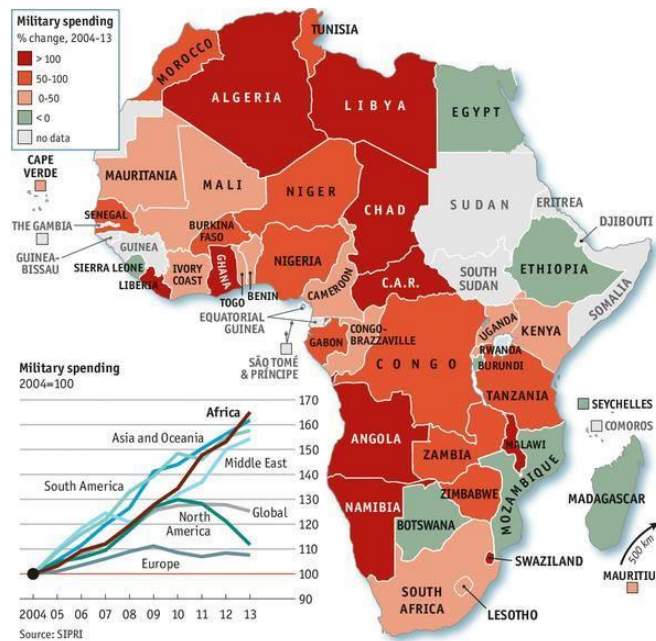 Military spending
% change, 2004-13
> 100
50-100
0-50
< 0
no data
TUNISIA
MOROCCO
ALGERIA
LIBYA
EGYPT
CAPE
VERDE
MAURITANIA
MALI
NIGER
CHAD
SUDAN
ERITREA
DJIBOUTI
SENEGAL
THE GAMBIA
GUINEA-
BISSAU
GUINEA
SIERRA LEONE
LIBERIA
IVORY
COAST
BURKINA
FASO
GHANA
TOGO
BENIN
NIGERIA
CAMEROON
C.A.R.
SOUTH
SUDAN
ETHIOPIA
SOMALIA
EQUATORIAL
GUINEA
SÃO TOMÉ
& PRÍNCIPE
GABON
CONGO-
BRAZZAVILLE
CONGO
UGANDA
KENYA
RWANDA
BURUNDI
TANZANIA
SEYCHELLES
COMOROS
ANGOLA
ZAMBIA
MALAWI
MOZAMBIQUE
MADAGASCAR
NAMIBIA
ZIMBABWE
BOTSWANA
SWAZILAND
SOUTH
AFRICA
LESOTHO
500 km
MAURITIU
Military spending
2004=100
Africa
Asia and Oceania
Middle East
South America
North
America
Global
Europe
170
160
150
140
130
120
110
100
90
2004 05 06 07 08 09 10 11 12 13
Source: SIPRI